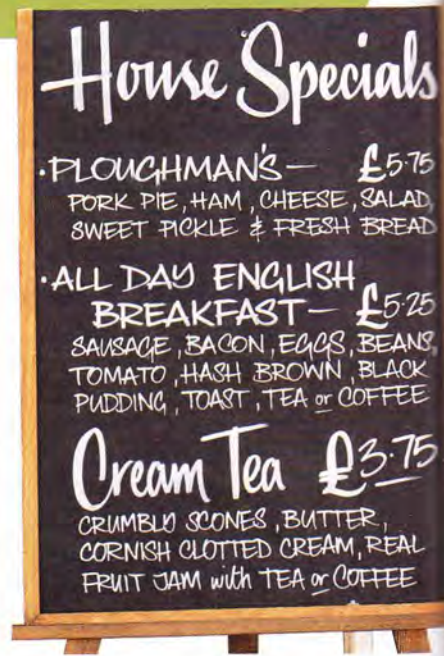 House Specials
·PLOUGHMAN'S — £5·75
PORK PIE, HAM, CHEESE, SALAD,
SWEET PICKLE & FRESH BREAD
·ALL DAY ENGLISH
BREAKFAST — £5·25
SAUSAGE, BACON, EGGS, BEANS,
TOMATO, HASH BROWN, BLACK
PUDDING, TOAST, TEA or COFFEE
Cream Tea £3·75
CRUMBLY SCONES, BUTTER,
CORNISH CLOTTED CREAM, REAL
FRUIT JAM with TEA or COFFEE